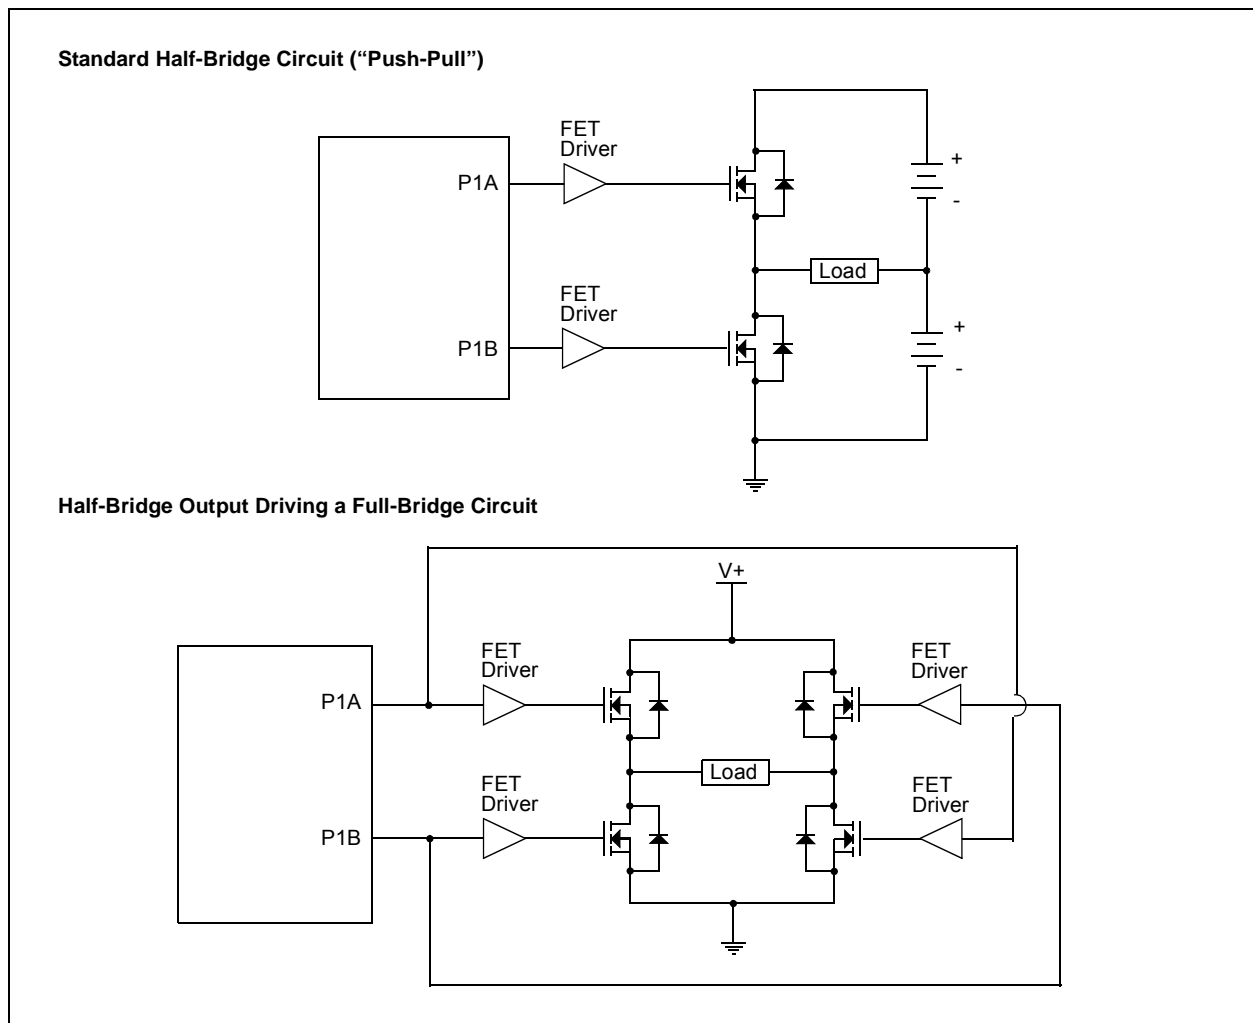 Standard Half-Bridge Circuit (“Push-Pull”)
FET
Driver
P1A
+
-
Load
FET
Driver
P1B
+
-
Half-Bridge Output Driving a Full-Bridge Circuit
V+
FET
Driver
FET
Driver
P1A
Load
FET
Driver
FET
Driver
P1B